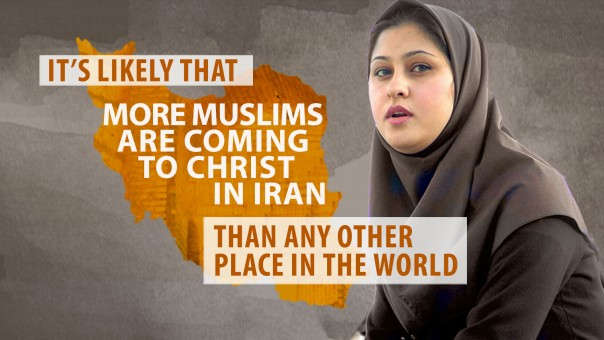 IT'S LIKELY THAT
MORE MUSLIMS
ARE COMING
TO CHRIST
IN IRAN
THAN ANY OTHER
PLACE IN THE WORLD